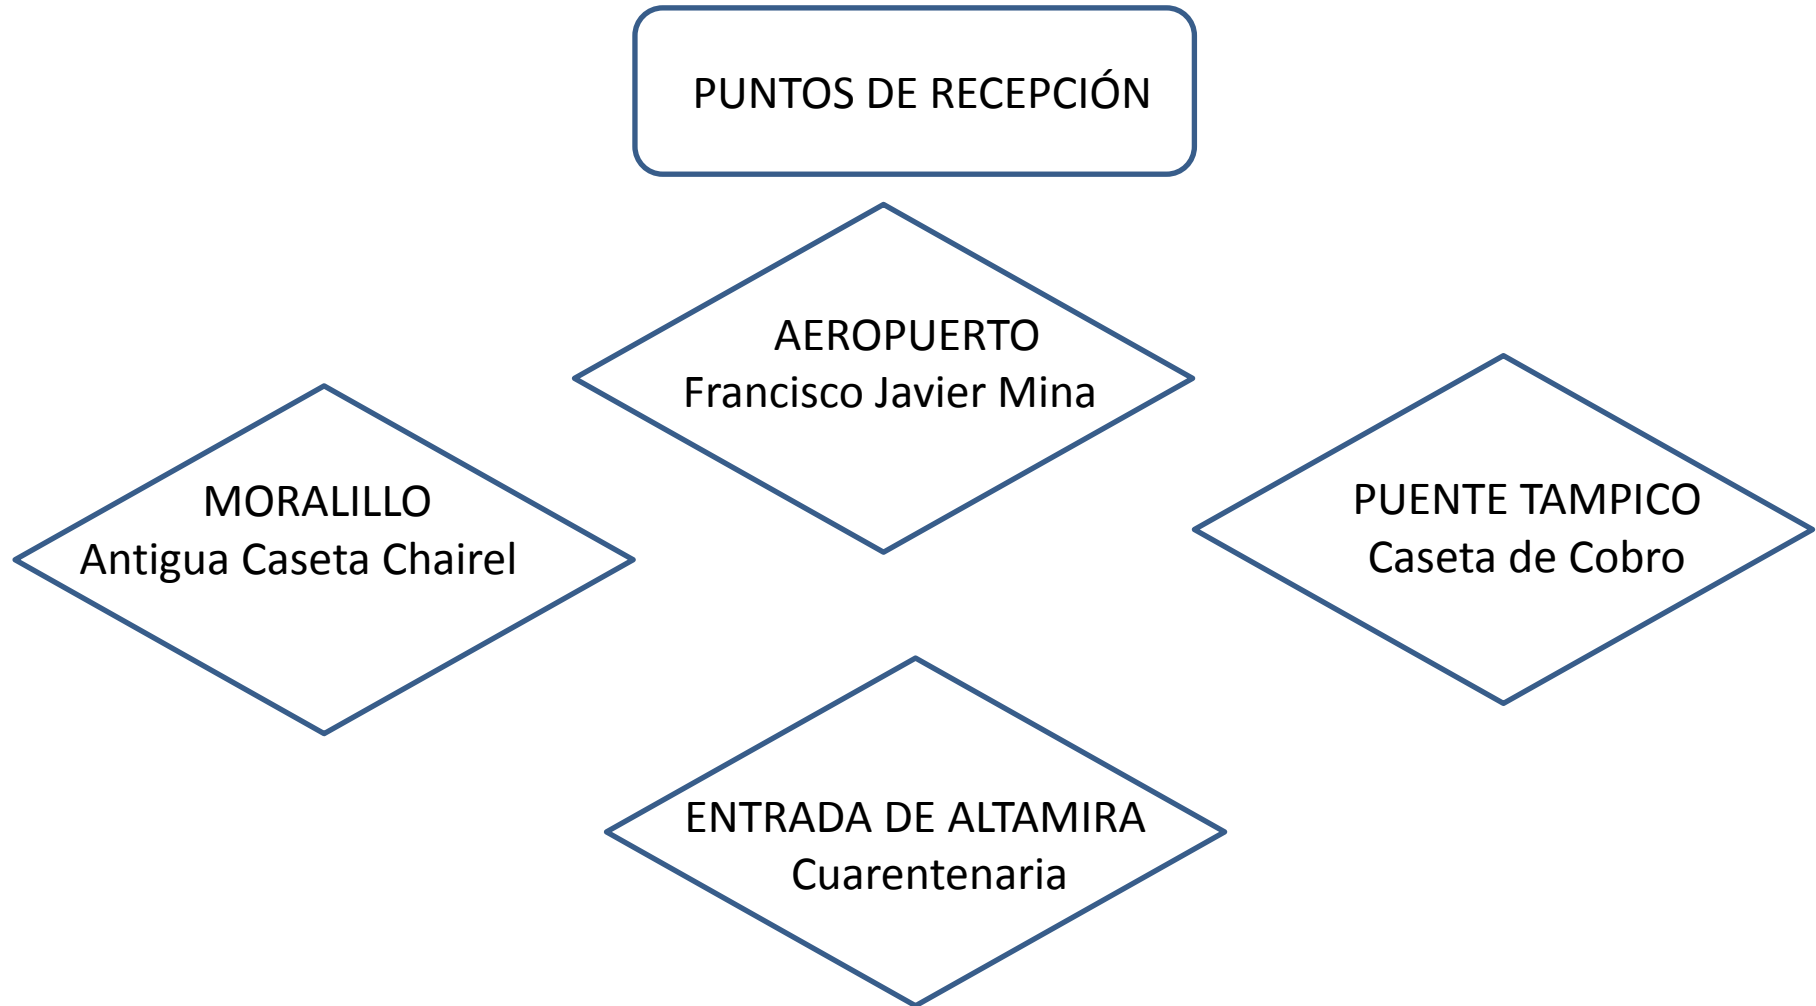 PUNTOS DE RECEPCIÓN
AEROPUERTO
Francisco Javier Mina
MORALILLO
Antigua Caseta Chairel
PUENTE TAMPICO
Caseta de Cobro
ENTRADA DE ALTAMIRA
Cuarentenaria